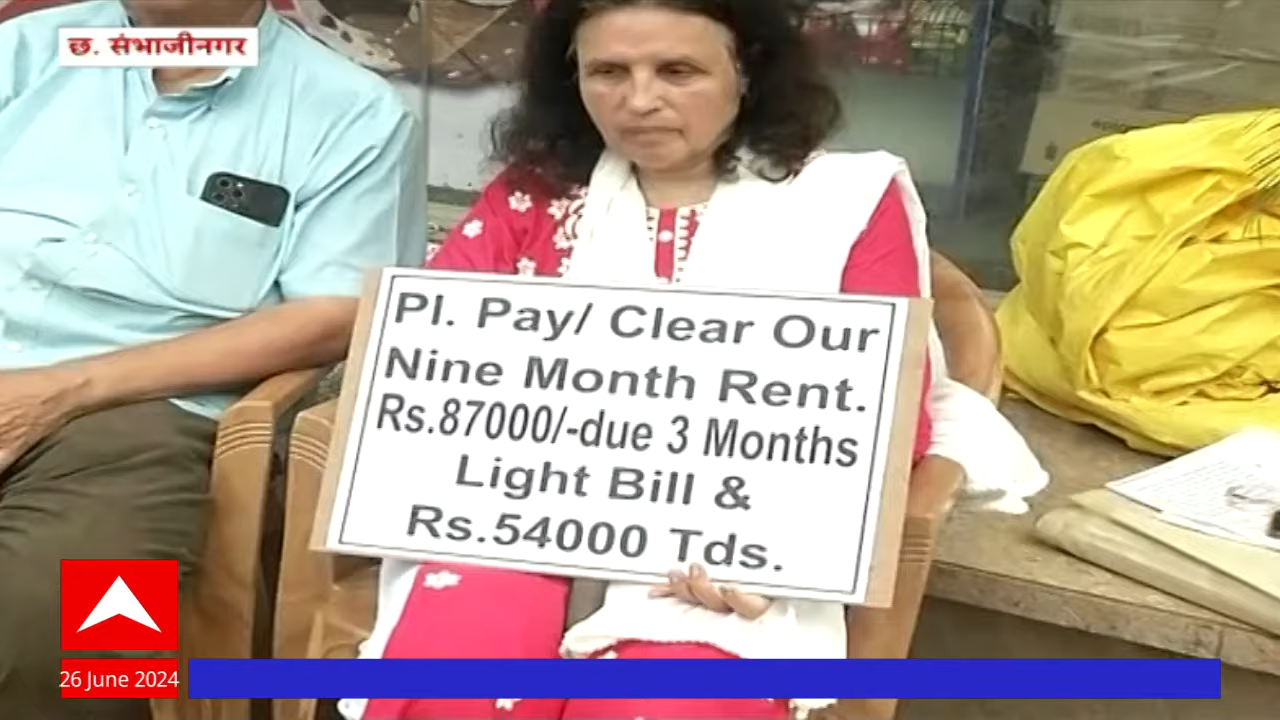 छ. संभाजीनगर
Pl. Pay/ Clear Our
Nine Month Rent.
Rs.87000/-due 3 Months
Light Bill &
Rs.54000 Tds.
26 June 2024